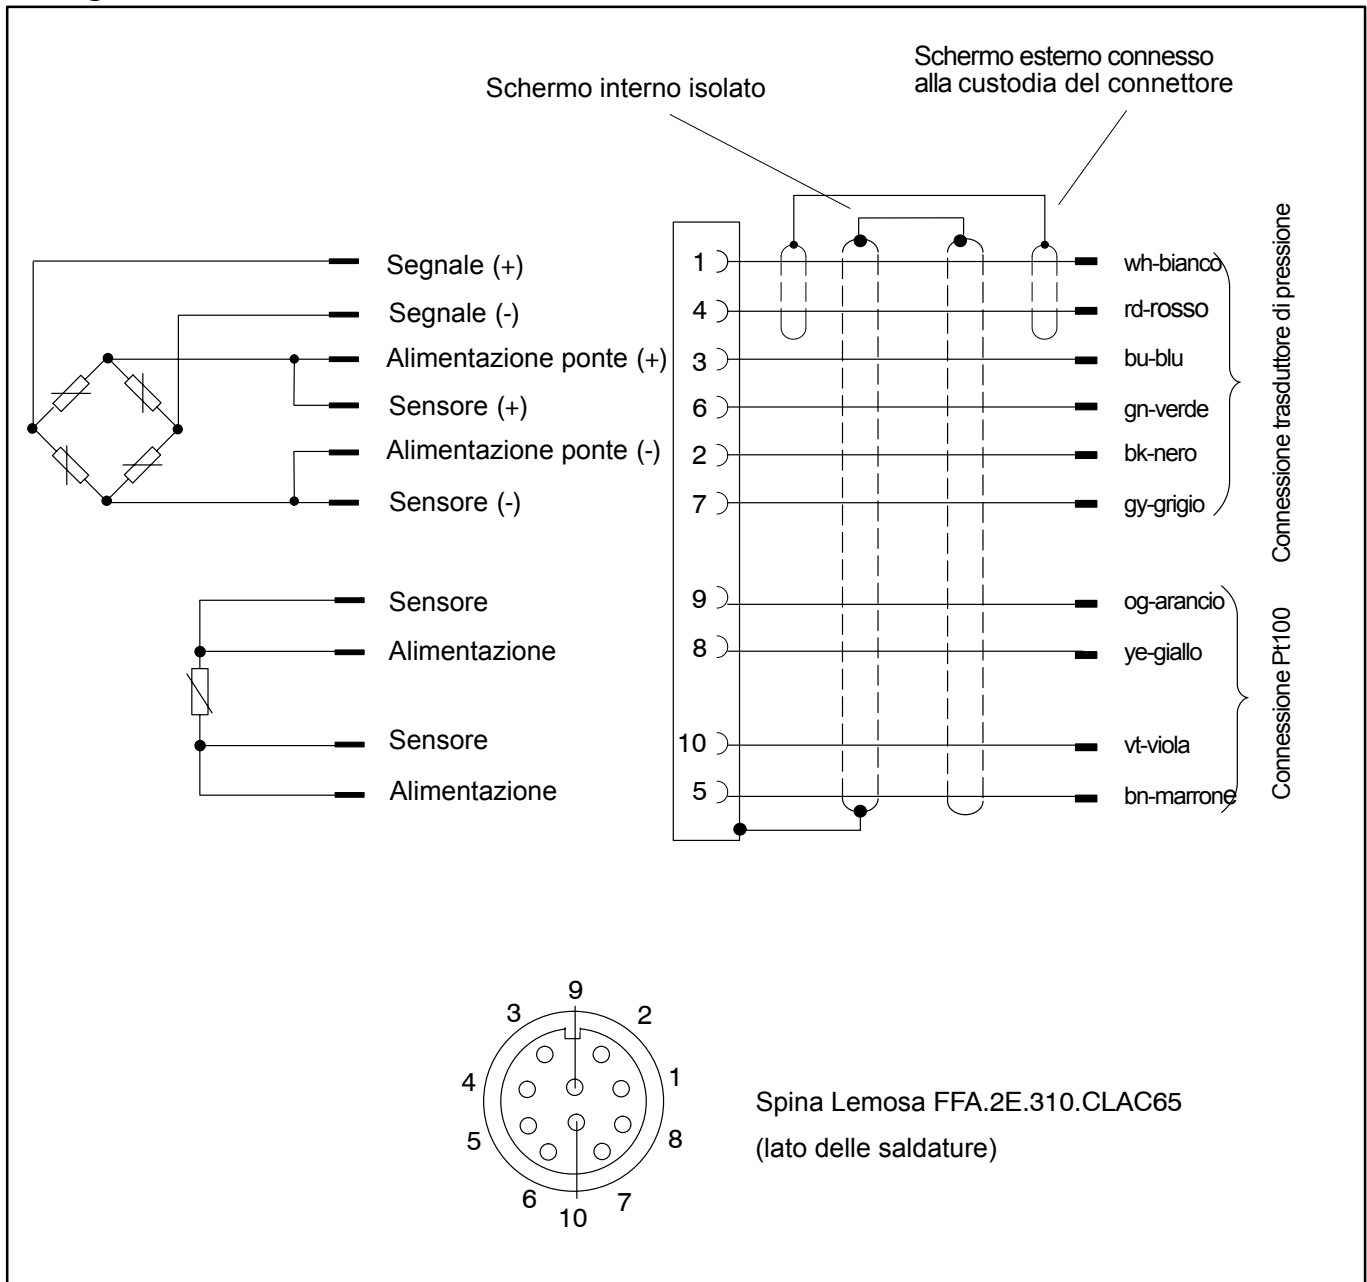 Schermo esterno connesso
alla custodia del connettore
Schermo interno isolato
Segnale (+)
1
wh-bianco
Segnale (-)
4
rd-rosso
Alimentazione ponte (+)
3
bu-blu
Sensore (+)
6
gn-verde
Alimentazione ponte (-)
2
bk-nero
Sensore (-)
7
gy-grigio
Connessione trasduttore di pressione
Sensore
9
og-arancio
Alimentazione
8
ye-giallo
Sensore
10
vt-viola
Alimentazione
5
bn-marrone
Connessione Pt100
9
3
2
4
1
5
8
6
7
10
Spina Lemosa FFA.2E.310.CLAC65
(lato delle saldature)